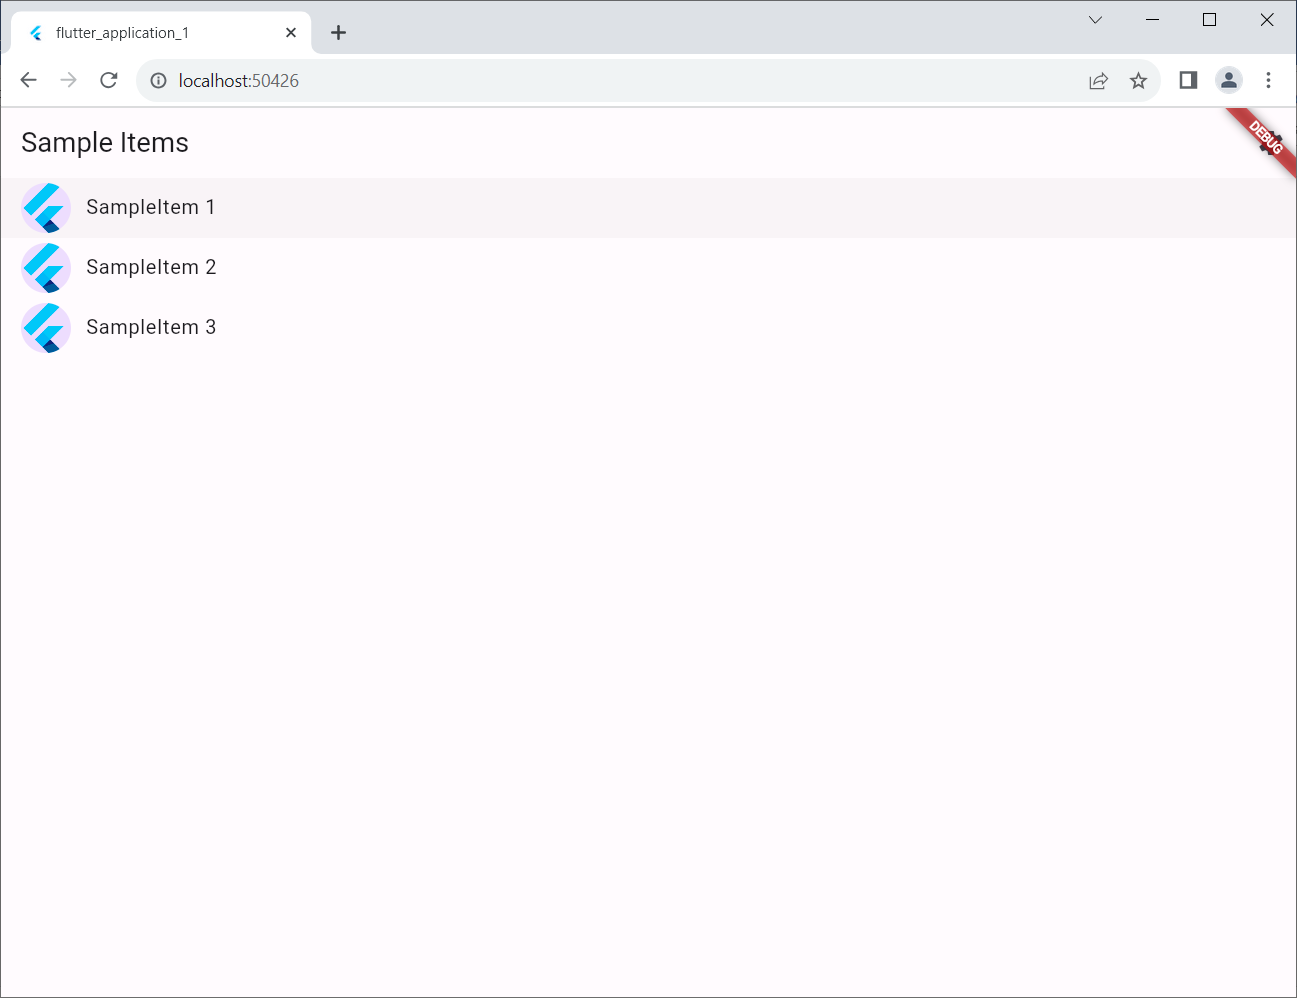 flutter_application_1
localhost:50426
Sample Items
DEBUG
SampleItem 1
SampleItem 2
SampleItem 3